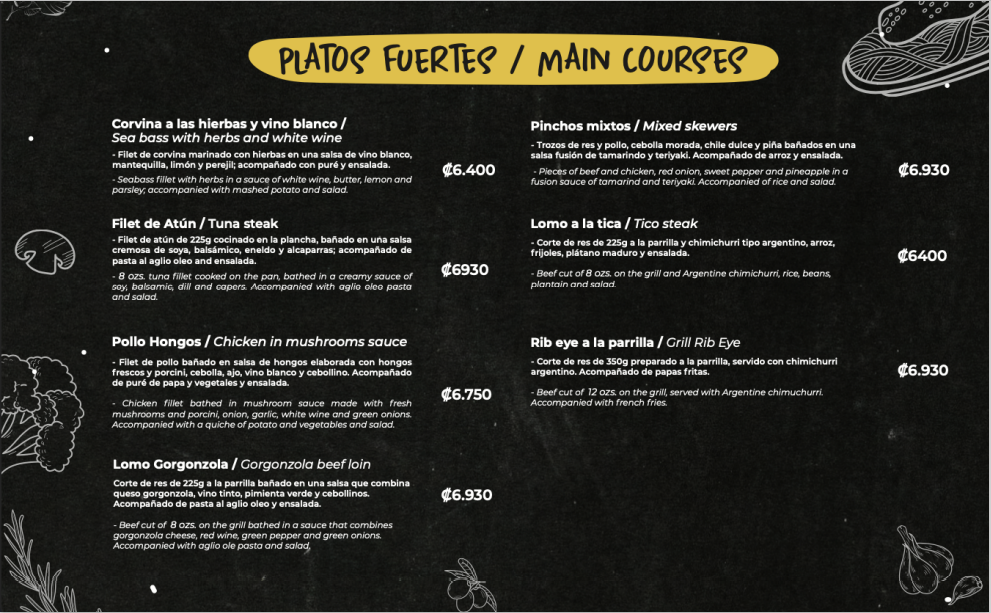 PLATOS FUERTES / MAIN COURSES
Corvina a las hierbas y vino blanco /
Sea bass with herbs and white wine
- Filet de corvina marinado con hierbas en una salsa de vino blanco,
mantequilla, limón y perejil; acompañado con puré y ensalada.
- Seabass fillet with herbs in a sauce of white wine, butter, lemon and
parsley; accompanied with mashed potato and salad.
₡6.400
Filet de Atún / Tuna steak
- Filet de atún de 225g cocinado en la plancha, bañado en una salsa
cremosa de soya, balsámico, eneldo y alcaparras; acompañado de
pasta al aglio oleo and ensalada.
- 8 ozs. tuna fillet cooked on the pan, bathed in a creamy sauce of
soy, balsamic, dill and capers. Accompanied with aglio oleo pasta
and salad.
₡6930
Pollo Hongos / Chicken in mushrooms sauce
- Filet de pollo bañado en salsa de hongos elaborada con hongos
frescos y porcini, cebolla, ajo, vino blanco y cebollino. Acompañado
de puré de papa y vegetales y ensalada.
- Chicken fillet bathed in mushroom sauce made with fresh
mushrooms and porcini, onion, garlic, white wine and green onions.
Accompanied with a quiche of potato and vegetables and salad.
₡6.750
Lomo Gorgonzola / Gorgonzola beef loin
Corte de res de 225g a la parrilla bañado en una salsa que combina
queso gorgonzola, vino tinto, pimienta verde y cebollinos.
Acompañado de pasta al aglio oleo y ensalada.
- Beef cut of 8 ozs. on the grill bathed in a sauce that combines
gorgonzola cheese, red wine, green pepper and green onions.
Accompanied with aglio ole pasta and salad.
₡6.930
Pinchos mixtos / Mixed skewers
- Trozos de res y pollo, cebolla morada, chile dulce y piña bañados en una
salsa fusión de tamarindo y teriyaki. Acompañado de arroz y ensalada.
- Pieces of beef and chicken, red onion, sweet pepper and pineapple in a
fusion sauce of tamarind and teriyaki. Accompanied of rice and salad.
₡6.930
Lomo a la tica / Tico steak
- Corte de res de 225g a la parrilla y chimichurri tipo argentino, arroz,
frijoles, plátano maduro y ensalada.
- Beef cut of 8 ozs. on the grill and Argentine chimichurri, rice, beans,
plantain and salad.
₡6400
Rib eye a la parrilla / Grill Rib Eye
- Corte de res de 350g preparado a la parrilla, servido con chimichurri
argentino. Acompañado de papas fritas.
- Beef cut of 12 ozs. on the grill, served with Argentine chimuchurri.
Accompanied with french fries.
₡6.930